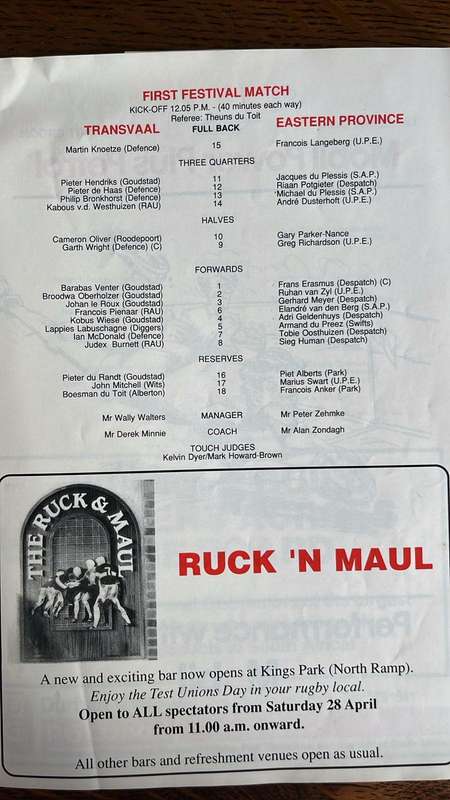 FIRST FESTIVAL MATCH
KICK-OFF 12.05 P.M. - (40 minutes each way)
Referee: Theuns du Toit
TRANSVAAL FULL BACK EASTERN PROVINCE
Martin Knoetze (Defence) 15 Francois Langeberg (U.P.E.)
THREE QUARTERS
Pieter Hendriks (Goudstad) 11 Jacques du Plessis (S.A.P.)
Pieter de Haas (Defence) 12 Riaan Potgieter (Despatch)
Philip Bronkhorst (Defence) 13 Michael du Plessis (S.A.P.)
Kabous v.d. Westhuizen (RAU) 14 André Dusterhoft (U.P.E.)
HALVES
Cameron Oliver (Roodepoort) 10 Gary Parker-Nance
Garth Wright (Defence) (C) 9 Greg Richardson (U.P.E.)
FORWARDS
Barabas Venter (Goudstad) 1 Frans Erasmus (Despatch) (C)
Broodwa Oberholzer (Goudstad) 2 Ruhan van Zyl (U.P.E.)
Johan le Roux (Goudstad) 3 Gerhard Meyer (Despatch)
Francois Pienaar (RAU) 6 Elandré van den Berg (S.A.P.)
Kobus Wiese (Goudstad) 4 Adri Geldenhuys (Despatch)
Lappies Labuschagne (Diggers) 5 Armand du Preez (Swifts)
Ian McDonald (Defence) 7 Tobie Oosthuizen (Despatch)
Judex Burnett (RAU) 8 Sieg Human (Despatch)
RESERVES
Pieter du Randt (Goudstad) 16 Piet Alberts (Park)
John Mitchell (Wits) 17 Marius Swart (U.P.E.)
Boesman du Toit (Alberton) 18 Francois Anker (Park)
Mr Wally Walters MANAGER Mr Peter Zehmke
Mr Derek Minnie COACH Mr Alan Zondagh
TOUCH JUDGES
Kelvin Dyer/Mark Howard-Brown
THE RUCK & MAUL
RUCK 'N MAUL
A new and exciting bar now opens at Kings Park (North Ramp).
Enjoy the Test Unions Day in your rugby local.
Open to ALL spectators from Saturday 28 April
from 11.00 a.m. onward.
All other bars and refreshment venues open as usual.